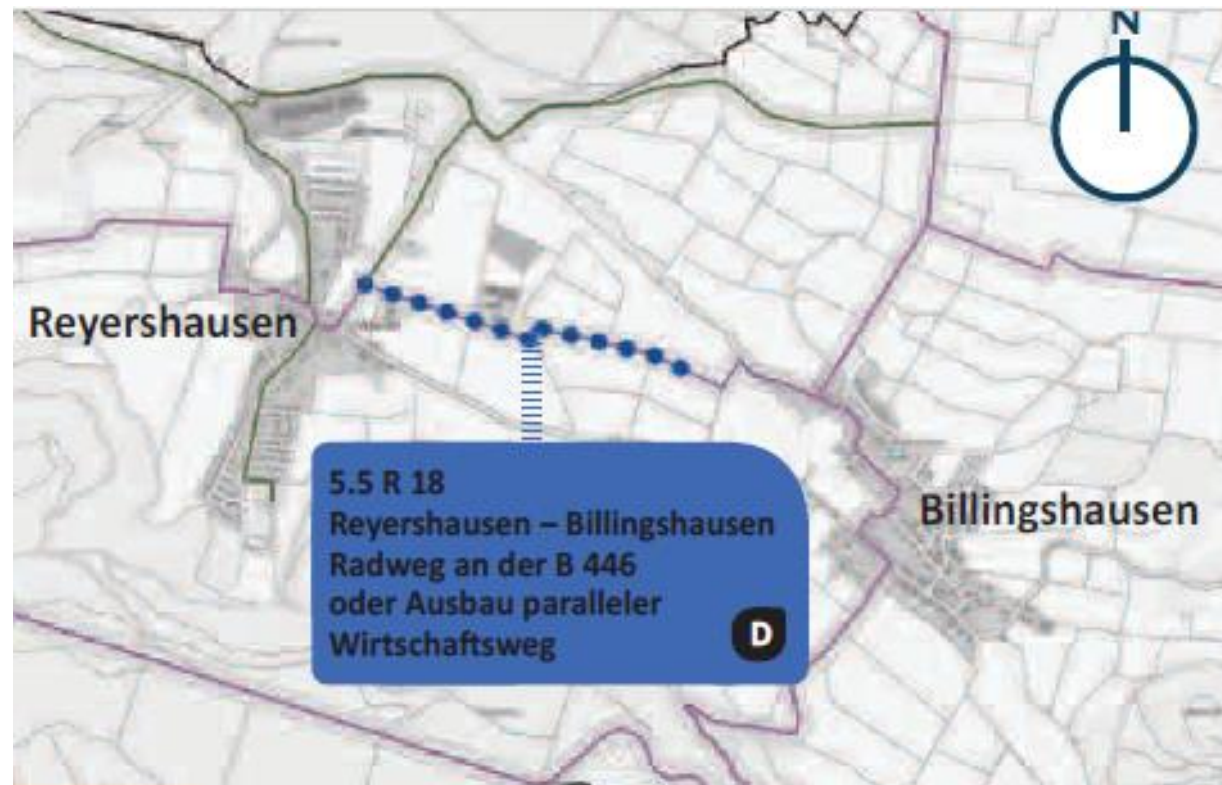 N
Reyershausen
5.5 R 18
Reyershausen – Billingshausen
Radweg an der B 446
oder Ausbau paralleler
Wirtschaftsweg
D
Billingshausen